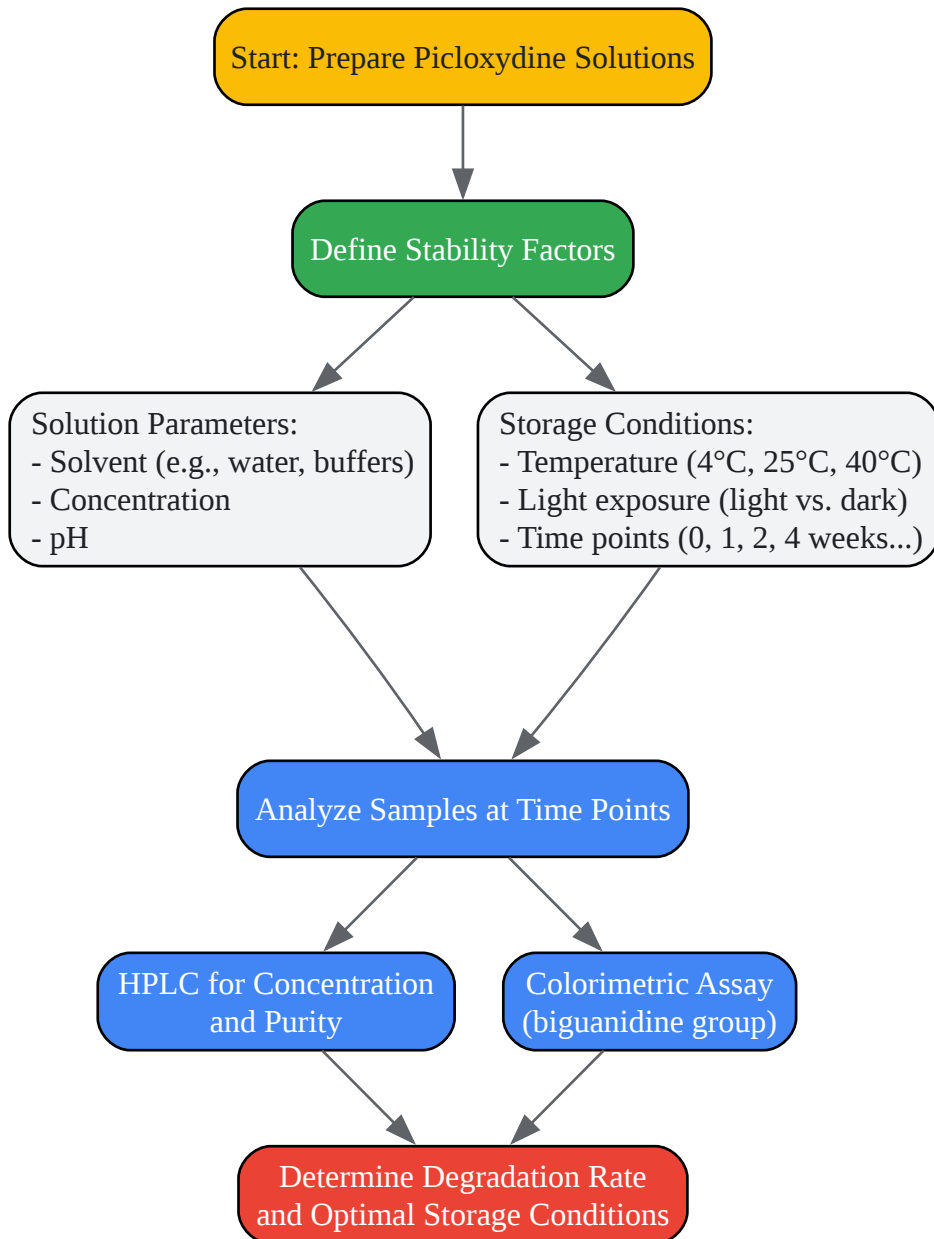 Start: Prepare Picloxydine Solutions
Define Stability Factors
Solution Parameters:
- Solvent (e.g., water, buffers)
- Concentration
- pH
Storage Conditions:
- Temperature (4°C, 25°C, 40°C)
- Light exposure (light vs. dark)
- Time points (0, 1, 2, 4 weeks...)
Analyze Samples at Time Points
HPLC for Concentration
and Purity
Colorimetric Assay
(biguanidine group)
Determine Degradation Rate
and Optimal Storage Conditions